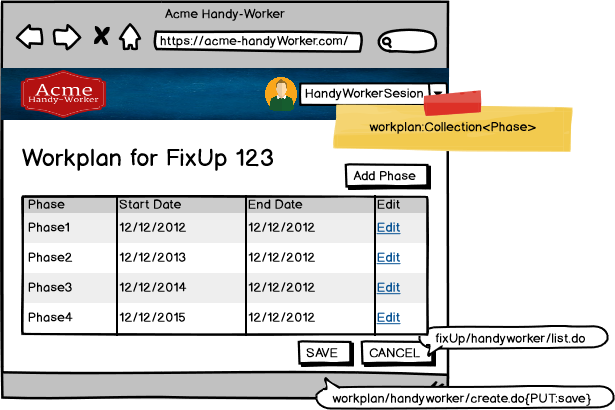 Acme Handy-Worker
https://acme-handyWorker.com/
Acme
Handy-Worker
HandyWorkerSesion
workplan:Collection<Phase>
Workplan for FixUp 123
Add Phase
Phase Start Date End Date Edit
Phase1 12/12/2012 12/12/2012 Edit
Phase2 12/12/2013 12/12/2012 Edit
Phase3 12/12/2014 12/12/2012 Edit
Phase4 12/12/2015 12/12/2012 Edit
fixUp/handyworker/list.do
SAVE CANCEL
workplan/handyworker/create.do{PUT:save}